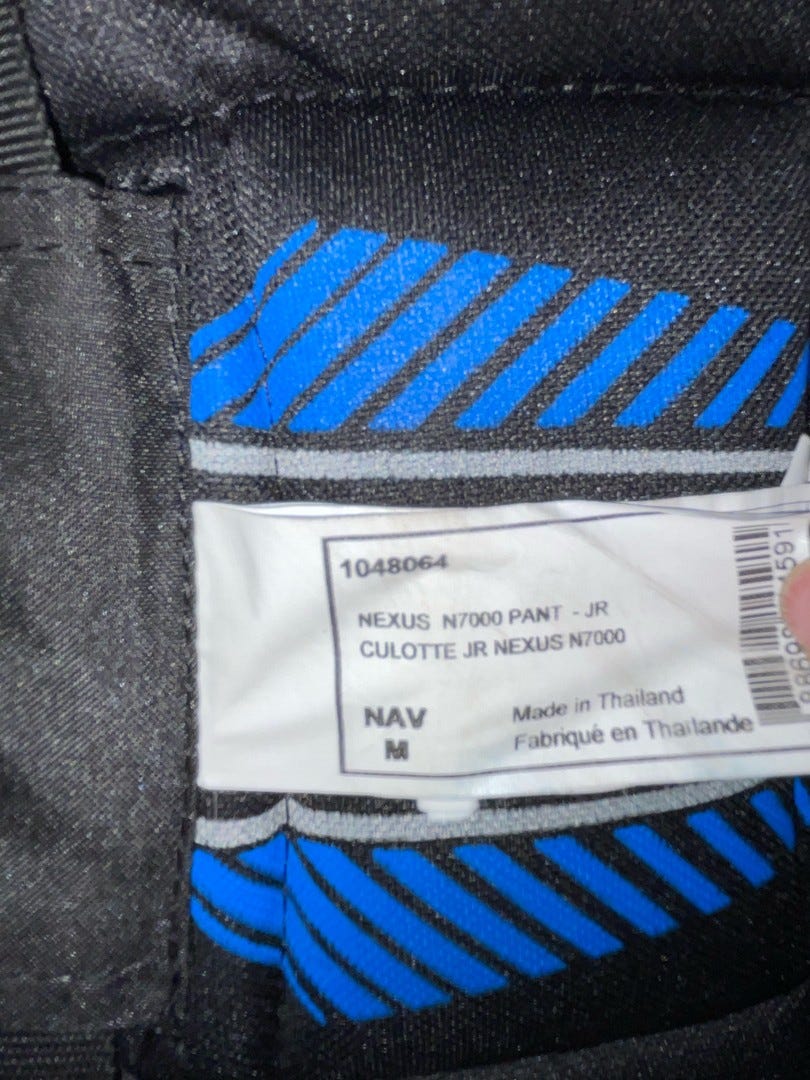 1048064
NEXUS N7000 PANT - JR
CULOTTE JR NEXUS N7000
NAV
M
Made in Thailand
Fabriqué en Thailande